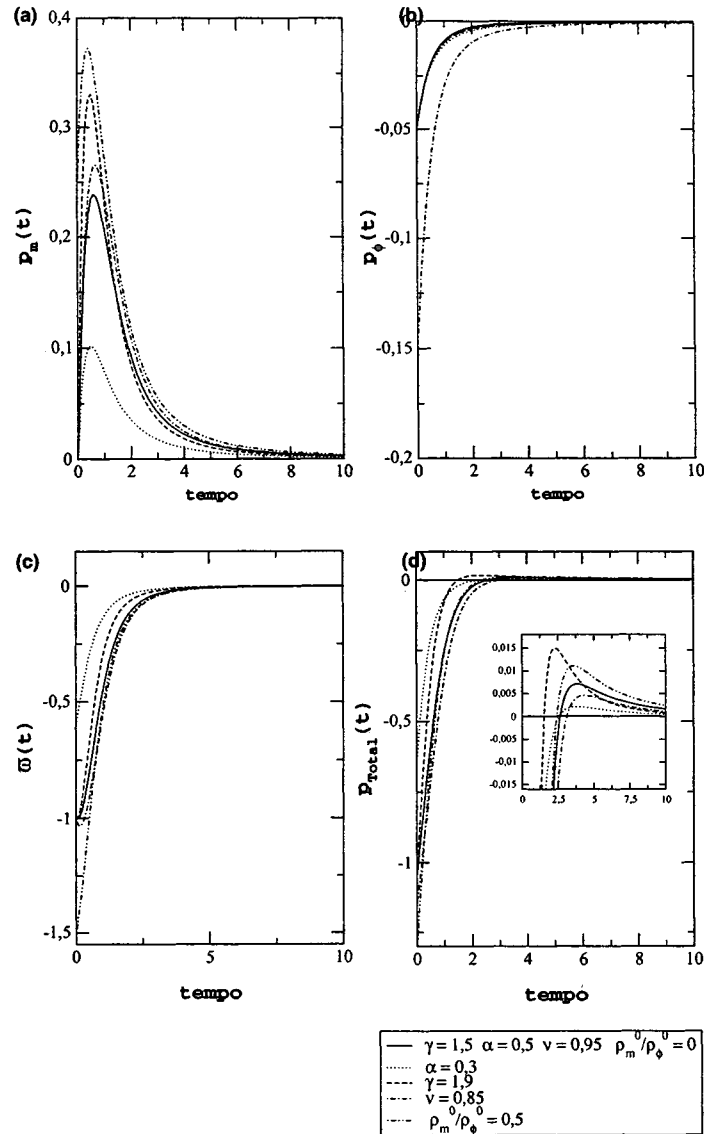 (a)
0,4
0,3
0,2
0,1
0
p_m(t)
0 2 4 6 8 10
tempo
(b)
0
-0,05
-0,1
-0,15
-0,2
p_ϕ(t)
0 2 4 6 8 10
tempo
(c)
0
-0,5
-1
-1,5
ϖ(t)
0 2,5 5 7,5 10
tempo
(d)
0
-0,5
-1
p_Total(t)
0 2 4 6 8 10
tempo
0,015
0,01
0,005
0
-0,005
-0,01
-0,015
0 2,5 5 7,5 10
γ = 1,5 α = 0,5 ν = 0,95 ρ_m^0/ρ_ϕ^0 = 0
α = 0,3
γ = 1,9
ν = 0,85
ρ_m^0/ρ_ϕ^0 = 0,5